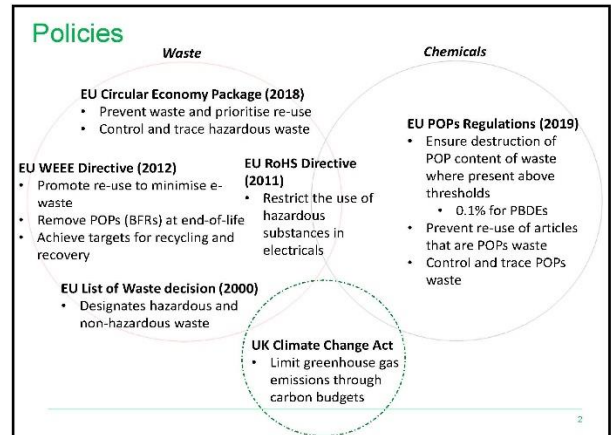 Policies
Waste
Chemicals
EU Circular Economy Package (2018)
• Prevent waste and prioritise re-use
• Control and trace hazardous waste
EU WEEE Directive (2012)
• Promote re-use to minimise e-
waste
• Remove POPs (BFRs) at end-of-life
• Achieve targets for recycling and
recovery
EU RoHS Directive
(2011)
• Restrict the use of
hazardous
substances in
electricals
EU POPs Regulations (2019)
• Ensure destruction of
POP content of waste
where present above
thresholds
• 0.1% for PBDEs
• Prevent re-use of articles
that are POPs waste
• Control and trace POPs
waste
EU List of Waste decision (2000)
• Designates hazardous and
non-hazardous waste
UK Climate Change Act
• Limit greenhouse gas
emissions through
carbon budgets
2